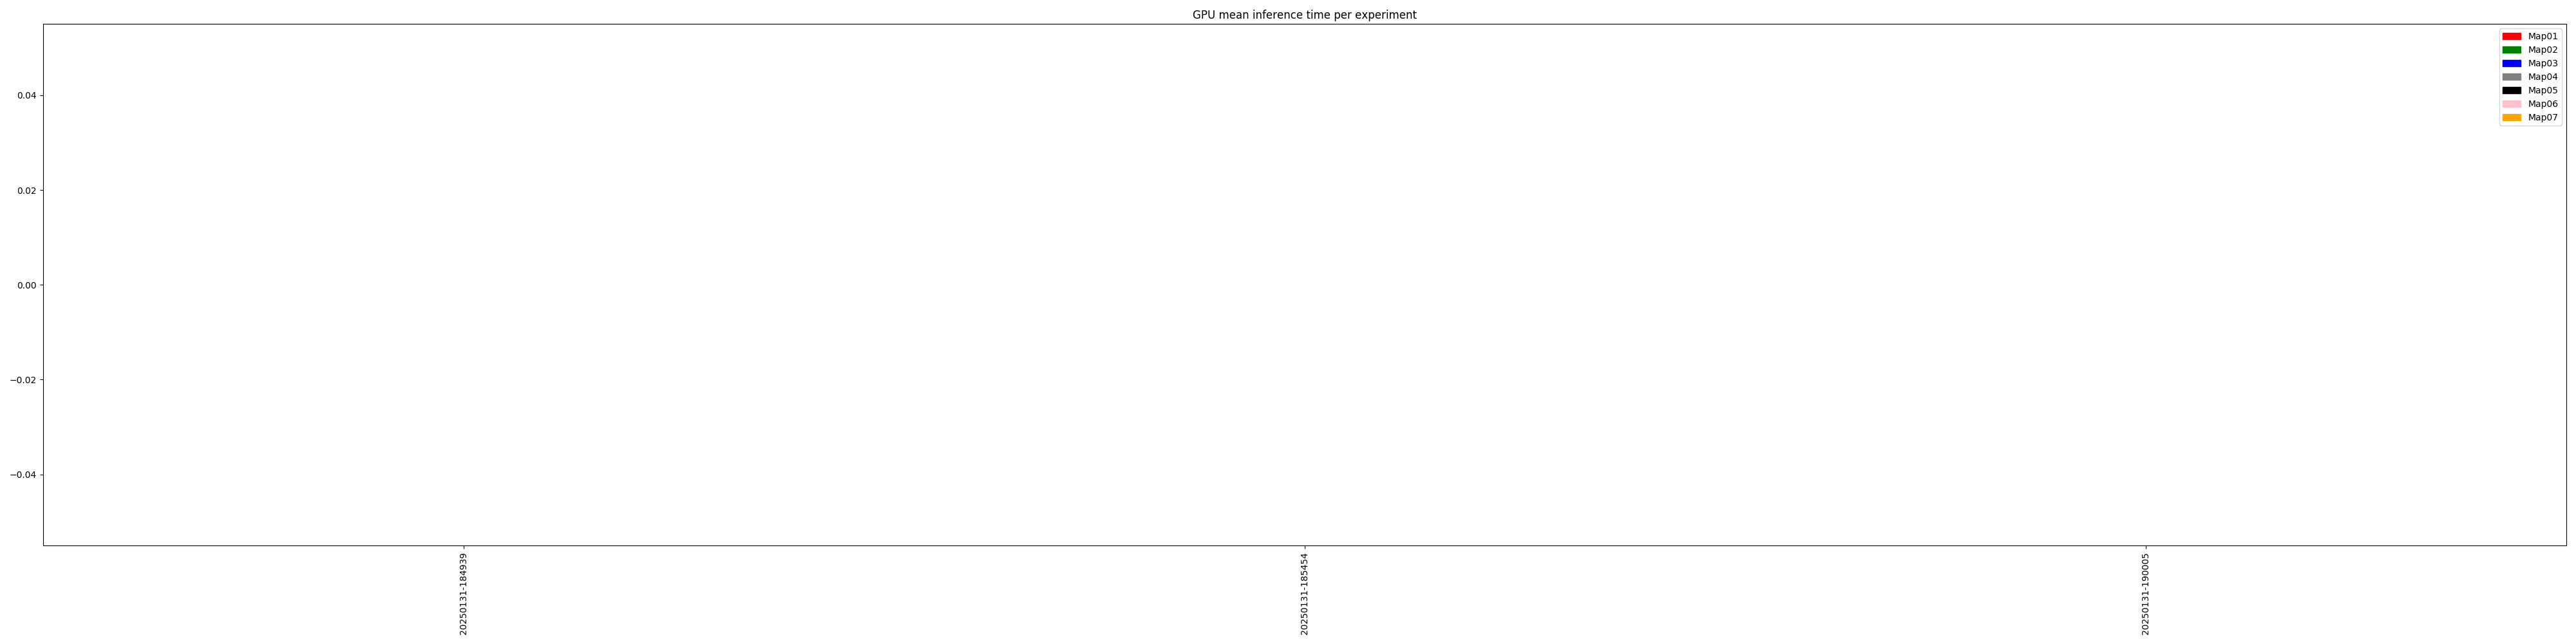 GPU mean inference time per experiment
Map01
Map02
Map03
Map04
Map05
Map06
Map07
0.04
0.02
0.00
−0.02
−0.04
20250131-184939
20250131-185454
20250131-190005